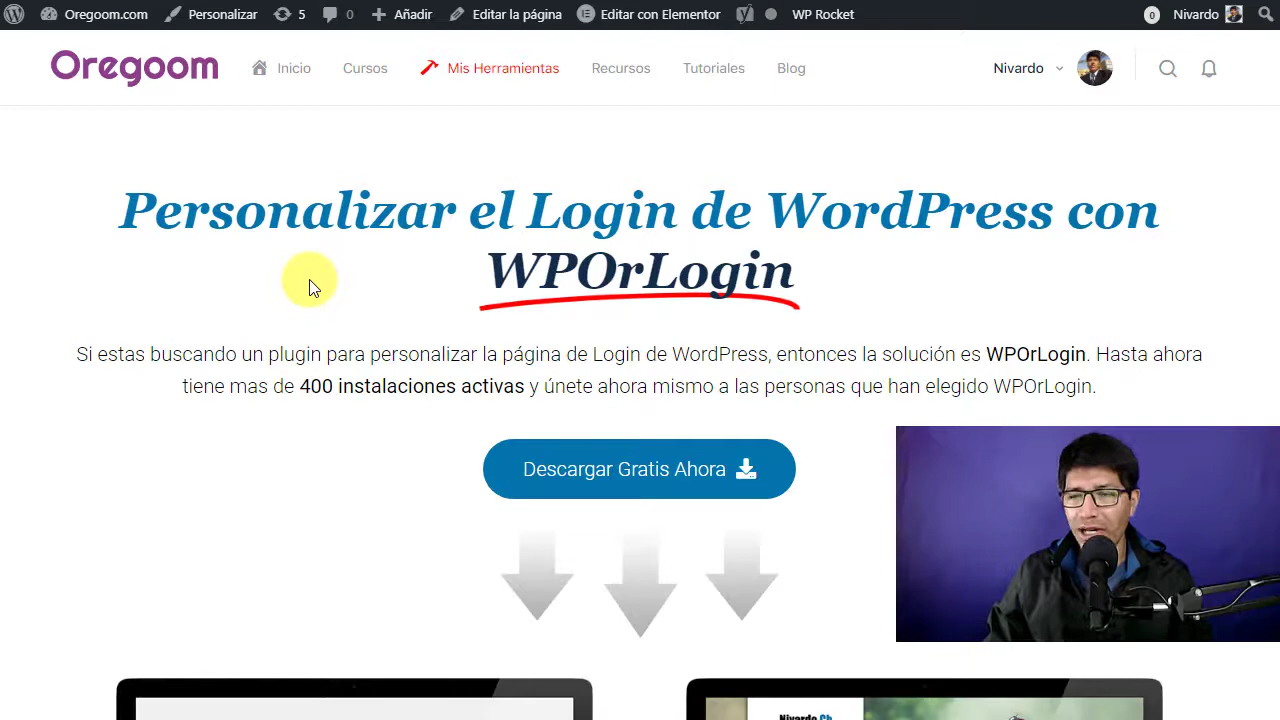 Oregoom.com Personalizar 5 0 Añadir Editar la página Editar con Elementor WP Rocket 0 Nivardo
Oregoom Inicio Cursos Mis Herramientas Recursos Tutoriales Blog Nivardo
Personalizar el Login de WordPress con
WPOrLogin
Si estas buscando un plugin para personalizar la página de Login de WordPress, entonces la solución es WPOrLogin. Hasta ahora
tiene mas de 400 instalaciones activas y únete ahora mismo a las personas que han elegido WPOrLogin.
Descargar Gratis Ahora
Nivardo Ch